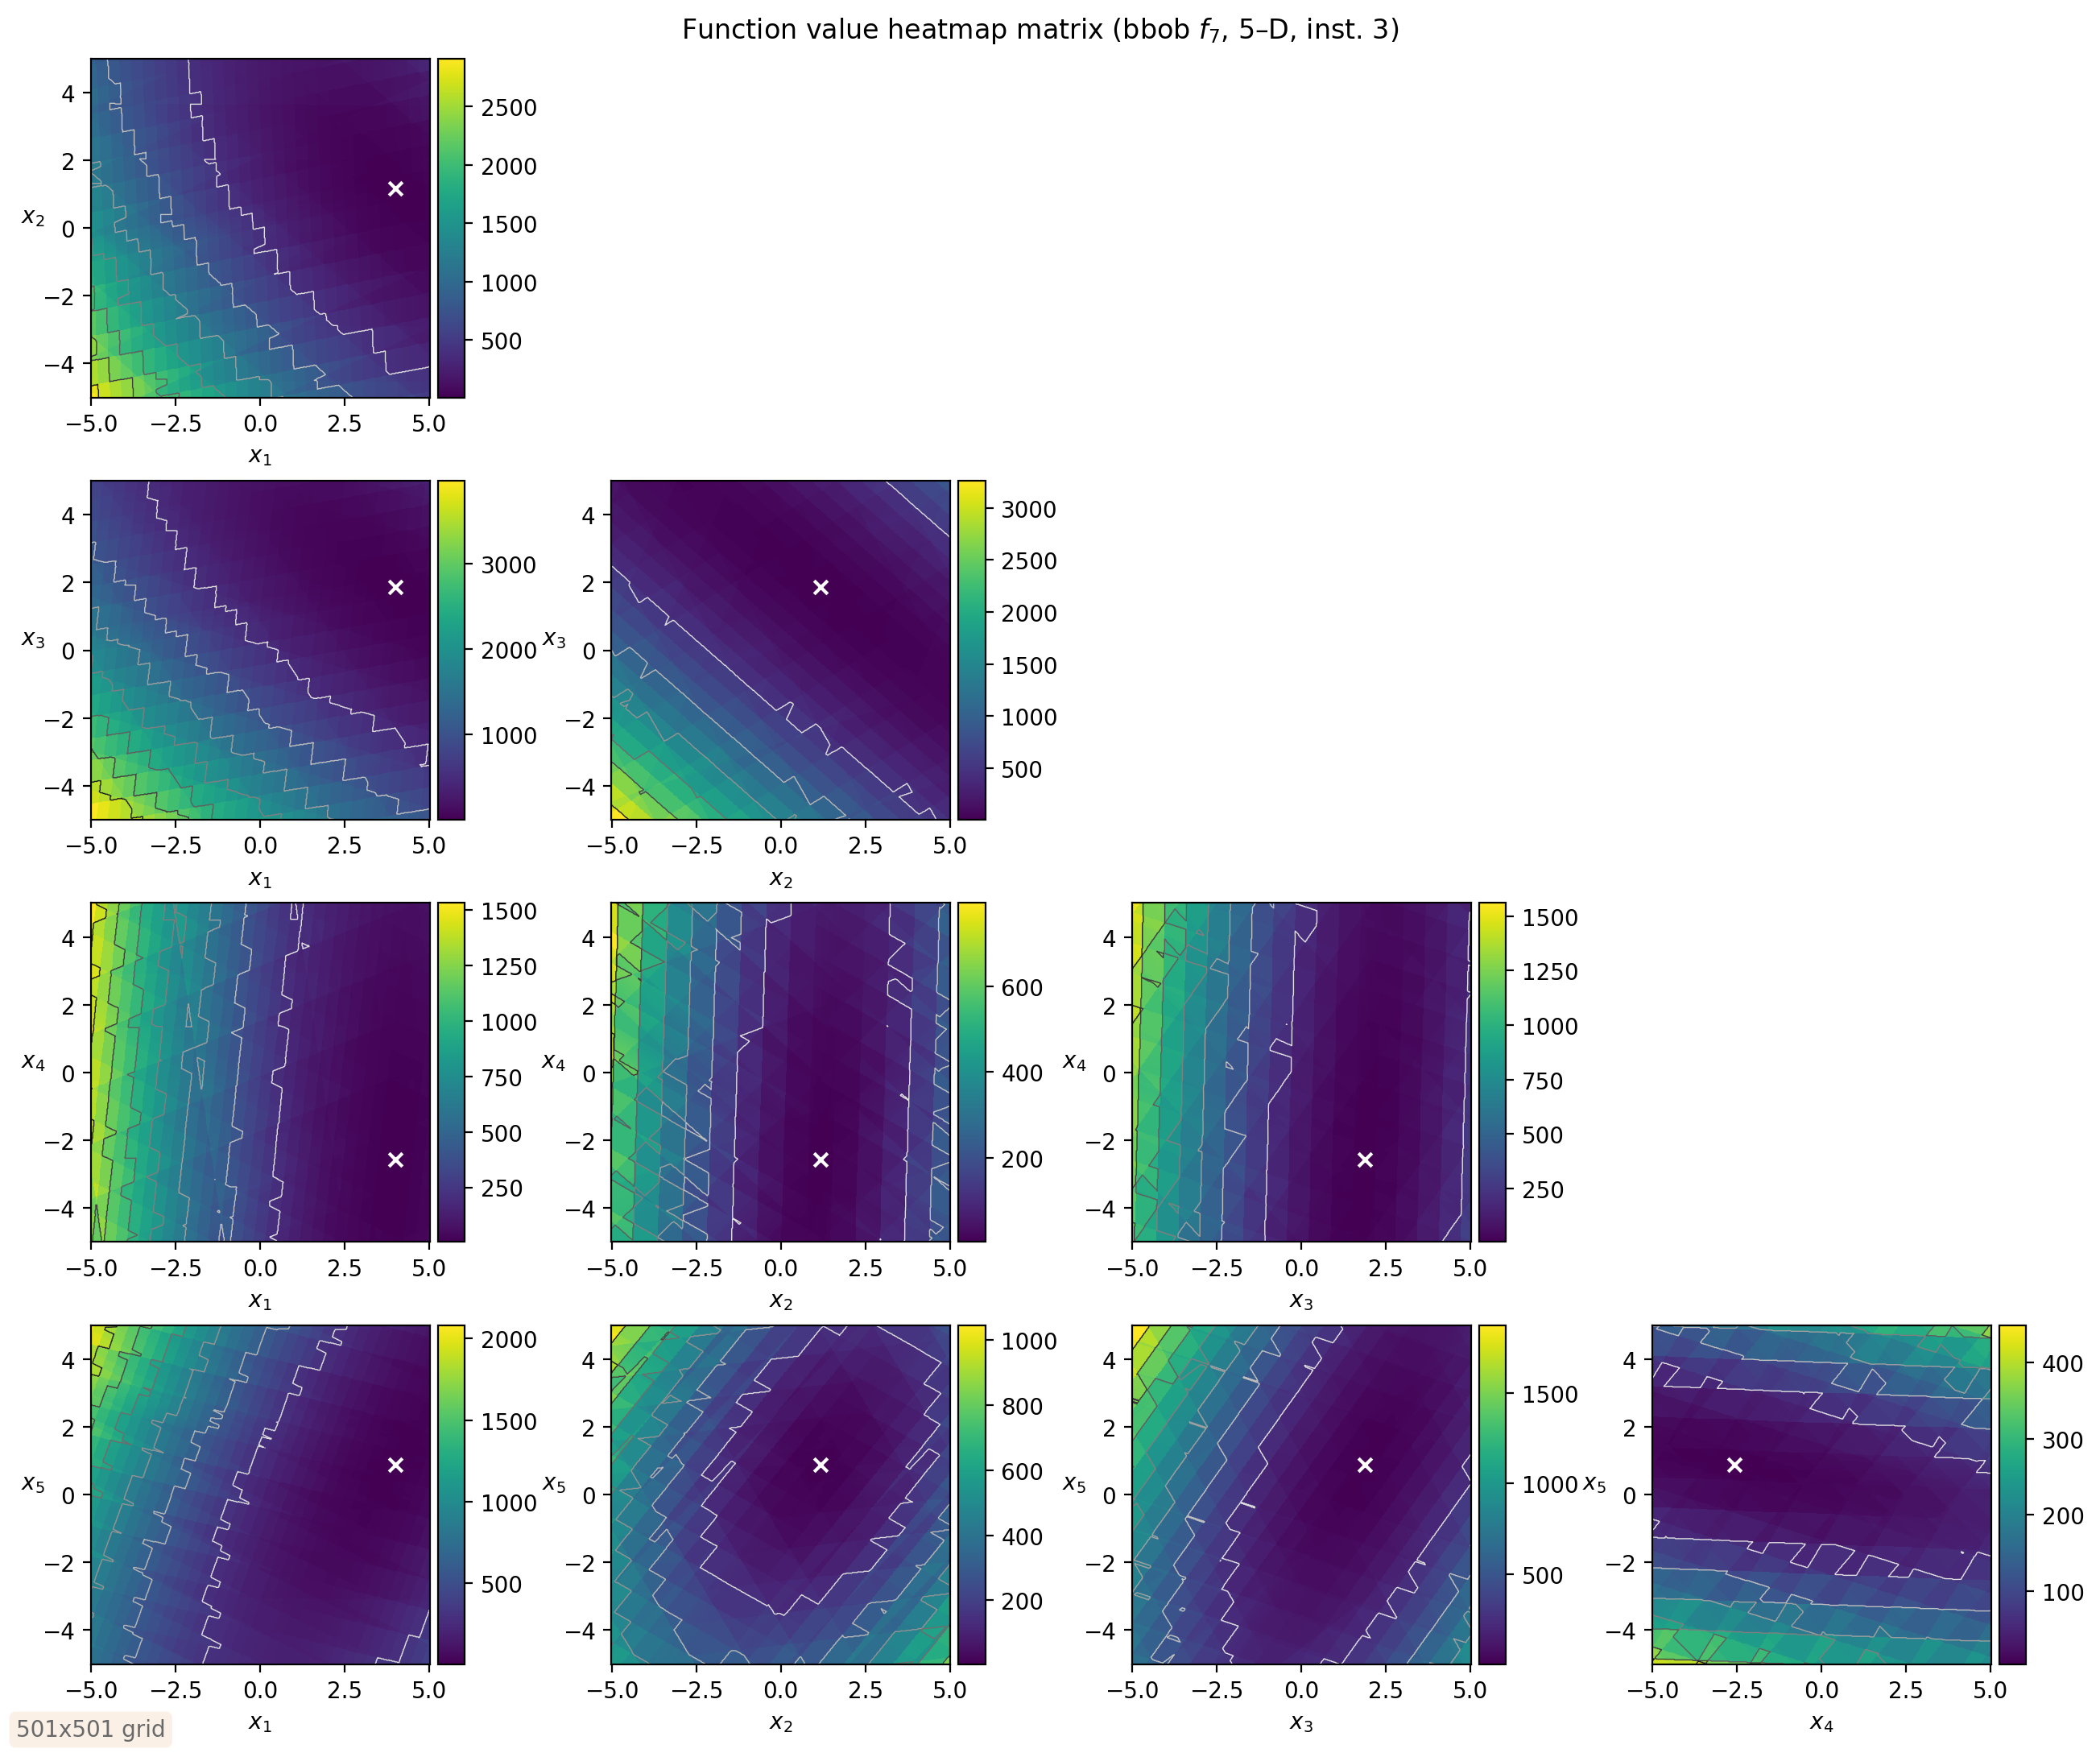 Function value heatmap matrix (bbob f₇, 5–D, inst. 3)
x₂
4
2
0
−2
−4
−5.0 −2.5 0.0 2.5 5.0
x₁
2500
2000
1500
1000
500
x₃
4
2
0
−2
−4
−5.0 −2.5 0.0 2.5 5.0
x₁
3000
2000
1000
x₃
4
2
0
−2
−4
−5.0 −2.5 0.0 2.5 5.0
x₂
3000
2500
2000
1500
1000
500
x₄
4
2
0
−2
−4
−5.0 −2.5 0.0 2.5 5.0
x₁
1500
1250
1000
750
500
250
x₄
4
2
0
−2
−4
−5.0 −2.5 0.0 2.5 5.0
x₂
600
400
200
x₄
4
2
0
−2
−4
−5.0 −2.5 0.0 2.5 5.0
x₃
1500
1250
1000
750
500
250
x₅
4
2
0
−2
−4
−5.0 −2.5 0.0 2.5 5.0
x₁
2000
1500
1000
500
x₅
4
2
0
−2
−4
−5.0 −2.5 0.0 2.5 5.0
x₂
1000
800
600
400
200
x₅
4
2
0
−2
−4
−5.0 −2.5 0.0 2.5 5.0
x₃
1500
1000
500
x₅
4
2
0
−2
−4
−5.0 −2.5 0.0 2.5 5.0
x₄
400
300
200
100
501x501 grid